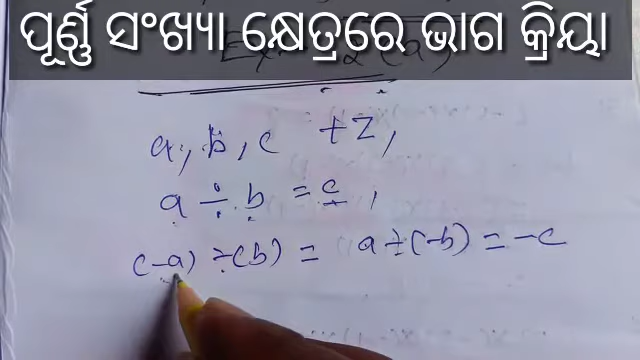 ପୂର୍ଣ୍ଣ ସଂଖ୍ୟା କ୍ଷେତ୍ରରେ ଭାଗ କ୍ରିୟା
a, b, c +Z,
a ÷ b = c,
(-a) ÷ (b) = a ÷ (-b) = -c